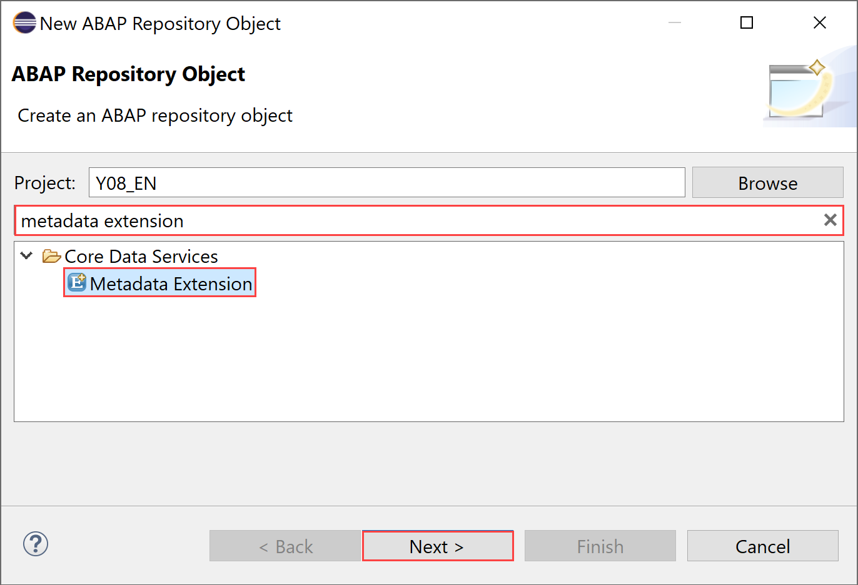 New ABAP Repository Object
ABAP Repository Object
Create an ABAP repository object
Project: Y08_EN Browse
metadata extension
Core Data Services
E Metadata Extension
? < Back Next > Finish Cancel